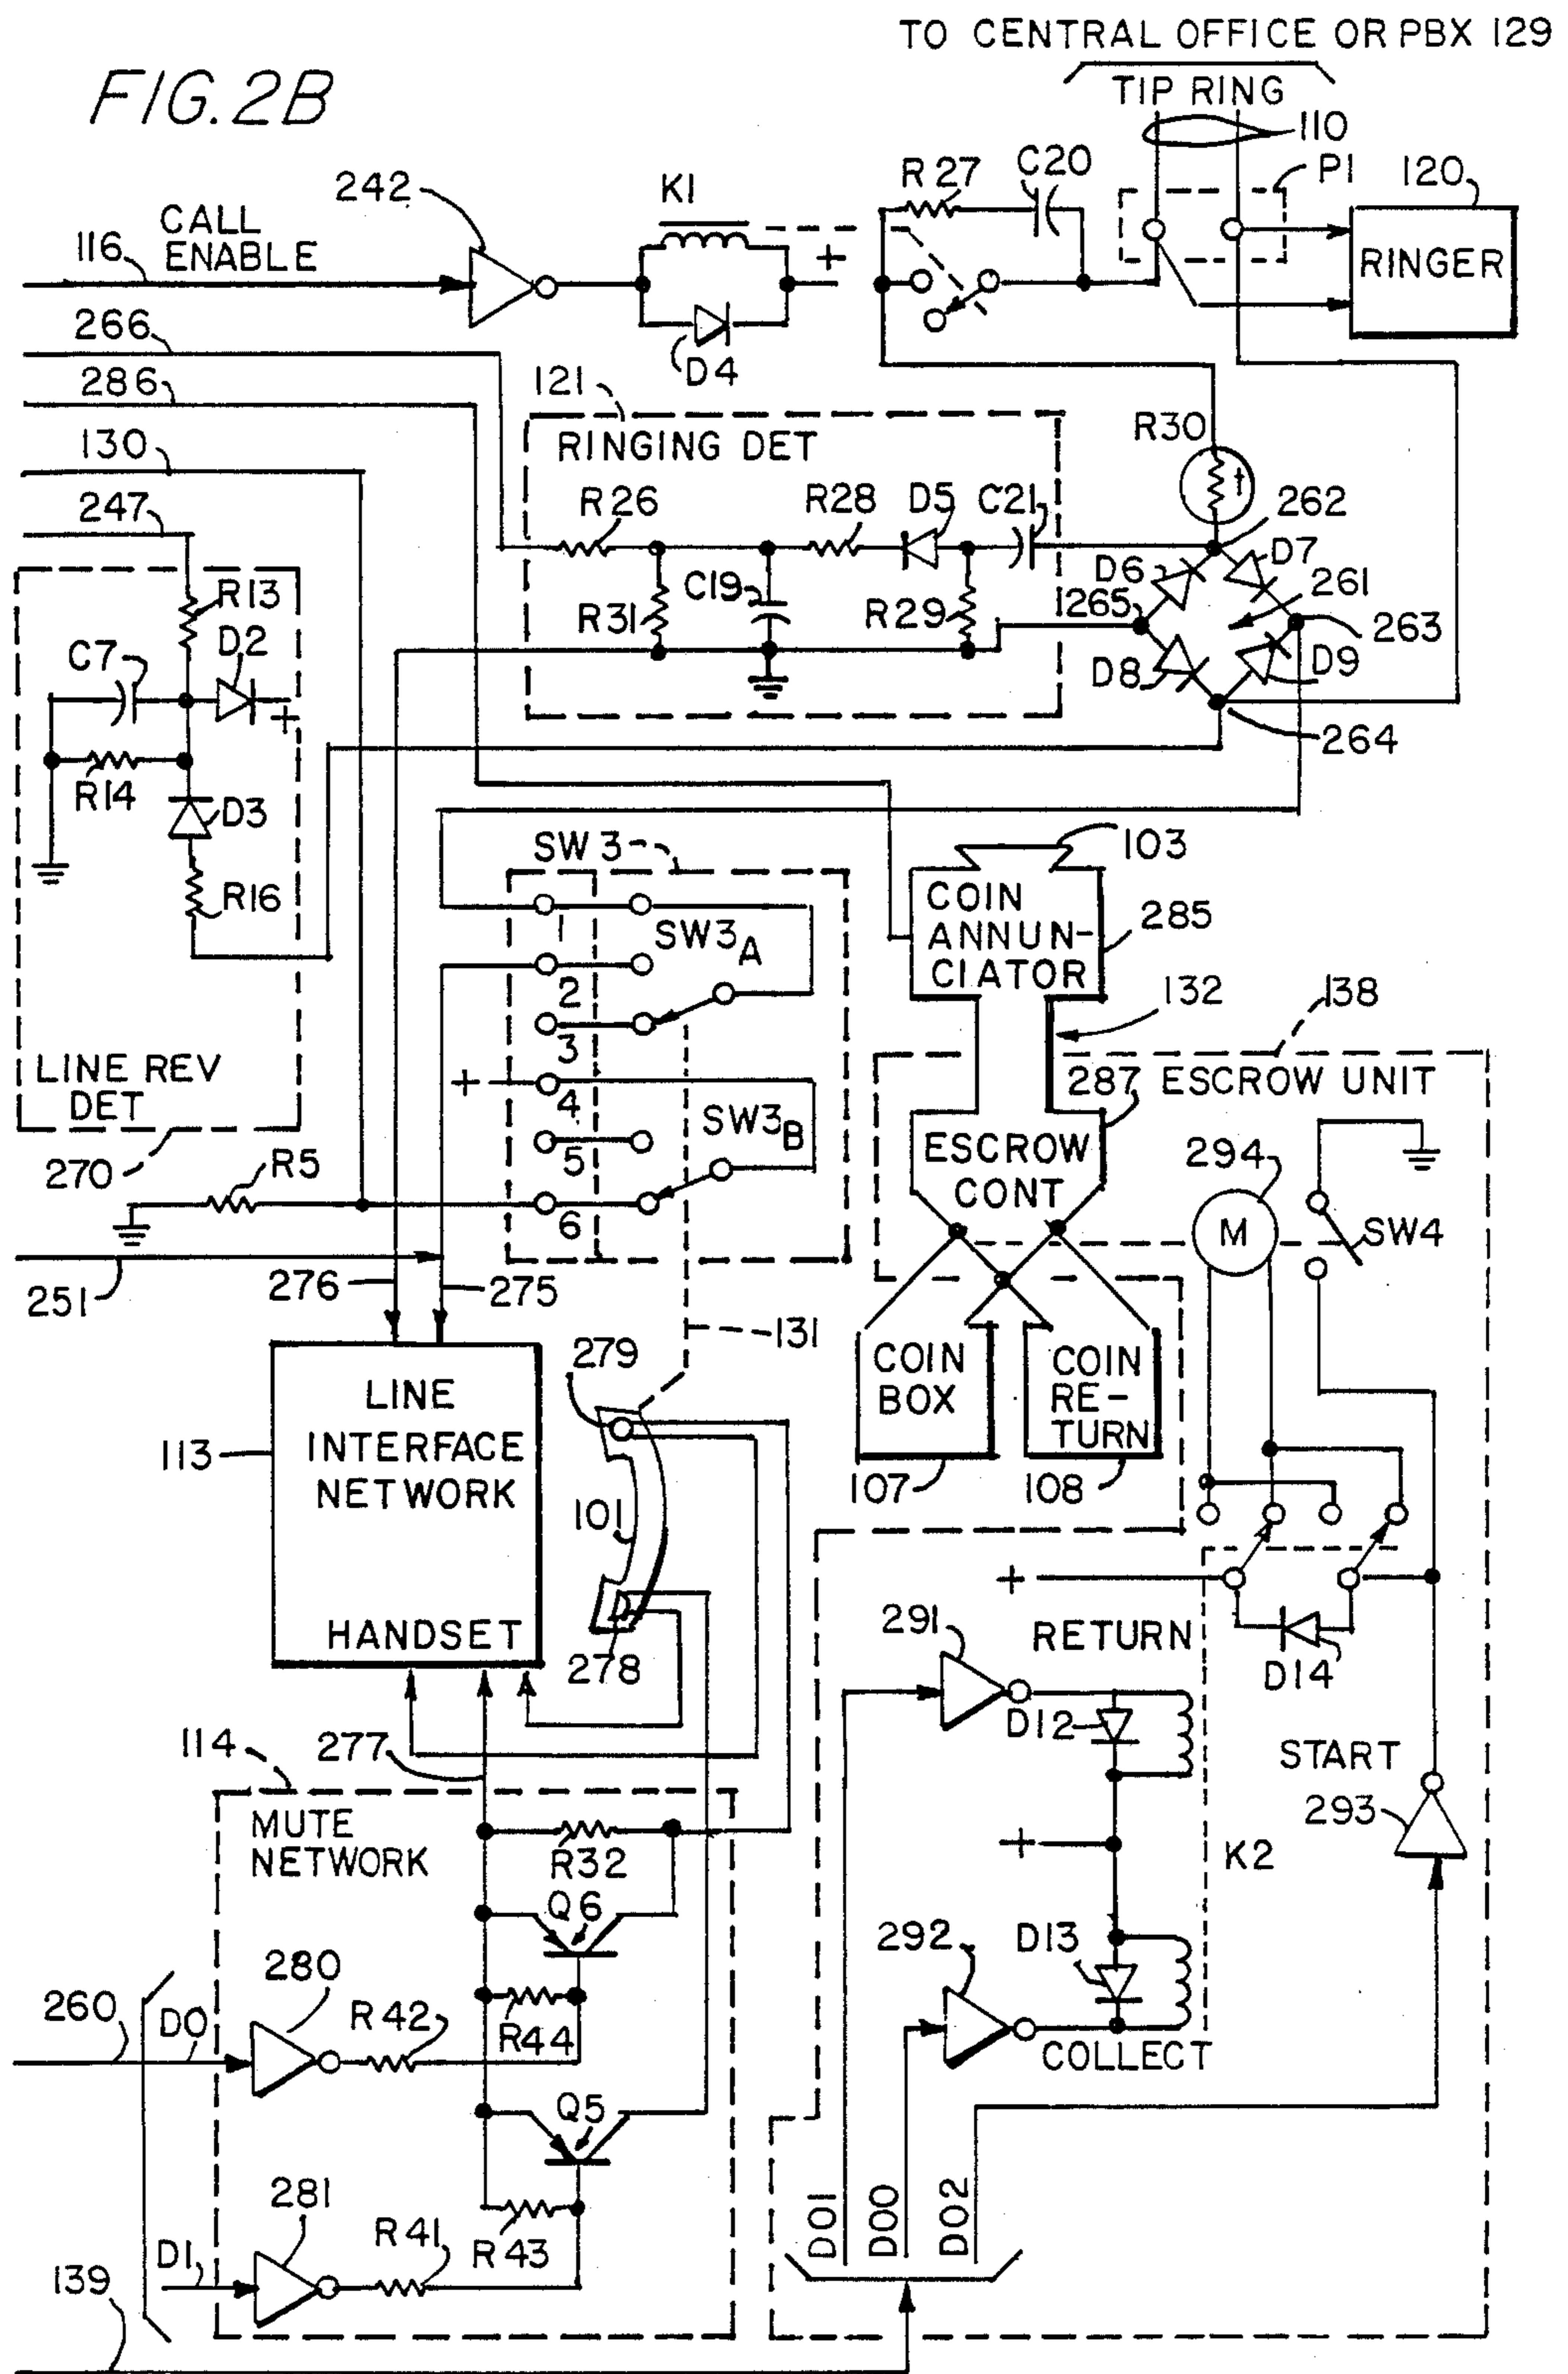 TO CENTRAL OFFICE OR PBX 129
FIG. 2B
TIP RING
110
P1
242
K1
R27
C20
120
CALL
ENABLE
116
+
RINGER
266
D4
286
121
RINGING DET
R30
t
130
247
R26
R28
D5
C21
262
D7
D6
R13
R31
C19
R29
265
261
263
D2
C7
D8
D9
+
264
R14
D3
SW3
103
R16
COIN
ANNUN-
CIATOR
285
1
SW3A
2
132
138
3
LINE REV
DET
+
4
287
ESCROW UNIT
SW3B
5
ESCROW
CONT
294
270
R5
6
M
SW4
251
276
275
131
279
COIN
BOX
COIN
RE-
TURN
LINE
INTERFACE
NETWORK
113
107
108
101
+
291
RETURN
HANDSET
278
D14
D12
114
277
START
293
MUTE
NETWORK
R32
+
K2
Q6
292
D13
280
260
D0
R42
R44
COLLECT
Q5
281
D01
D00
D02
D1
R41
R43
139